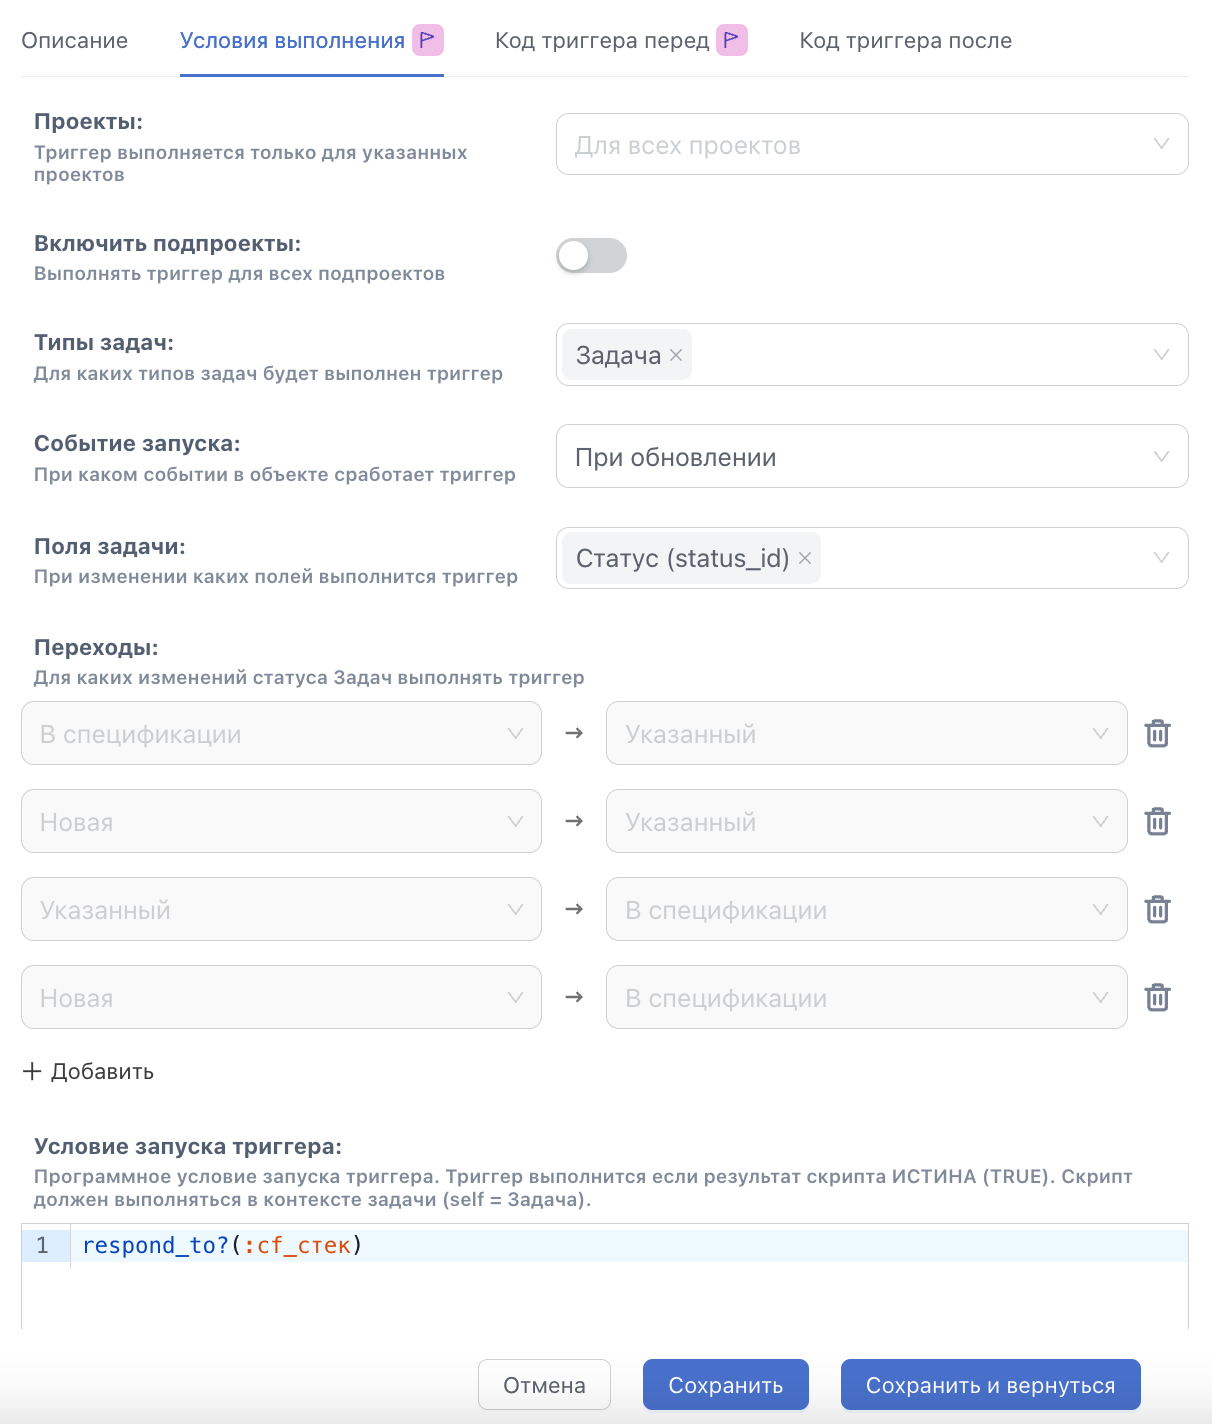 Описание Условия выполнения Код триггера перед Код триггера после
Проекты:
Триггер выполняется только для указанных
проектов
Для всех проектов
Включить подпроекты:
Выполнять триггер для всех подпроектов
Типы задач:
Для каких типов задач будет выполнен триггер
Задача ×
Событие запуска:
При каком событии в объекте сработает триггер
При обновлении
Поля задачи:
При изменении каких полей выполнится триггер
Статус (status_id) ×
Переходы:
Для каких изменений статуса Задач выполнять триггер
В спецификации → Указанный
Новая → Указанный
Указанный → В спецификации
Новая → В спецификации
+ Добавить
Условие запуска триггера:
Программное условие запуска триггера. Триггер выполнится если результат скрипта ИСТИНА (TRUE). Скрипт
должен выполняться в контексте задачи (self = Задача).
1 respond_to?(:cf_стек)
Отмена Сохранить Сохранить и вернуться